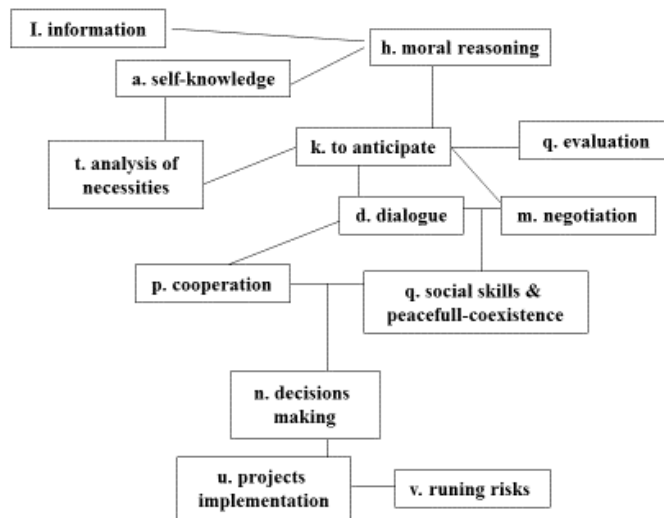 I. information
h. moral reasoning
a. self-knowledge
k. to anticipate
q. evaluation
t. analysis of
necessities
d. dialogue
m. negotiation
p. cooperation
q. social skills &
peacefull-coexistence
n. decisions
making
u. projects
implementation
v. runing risks